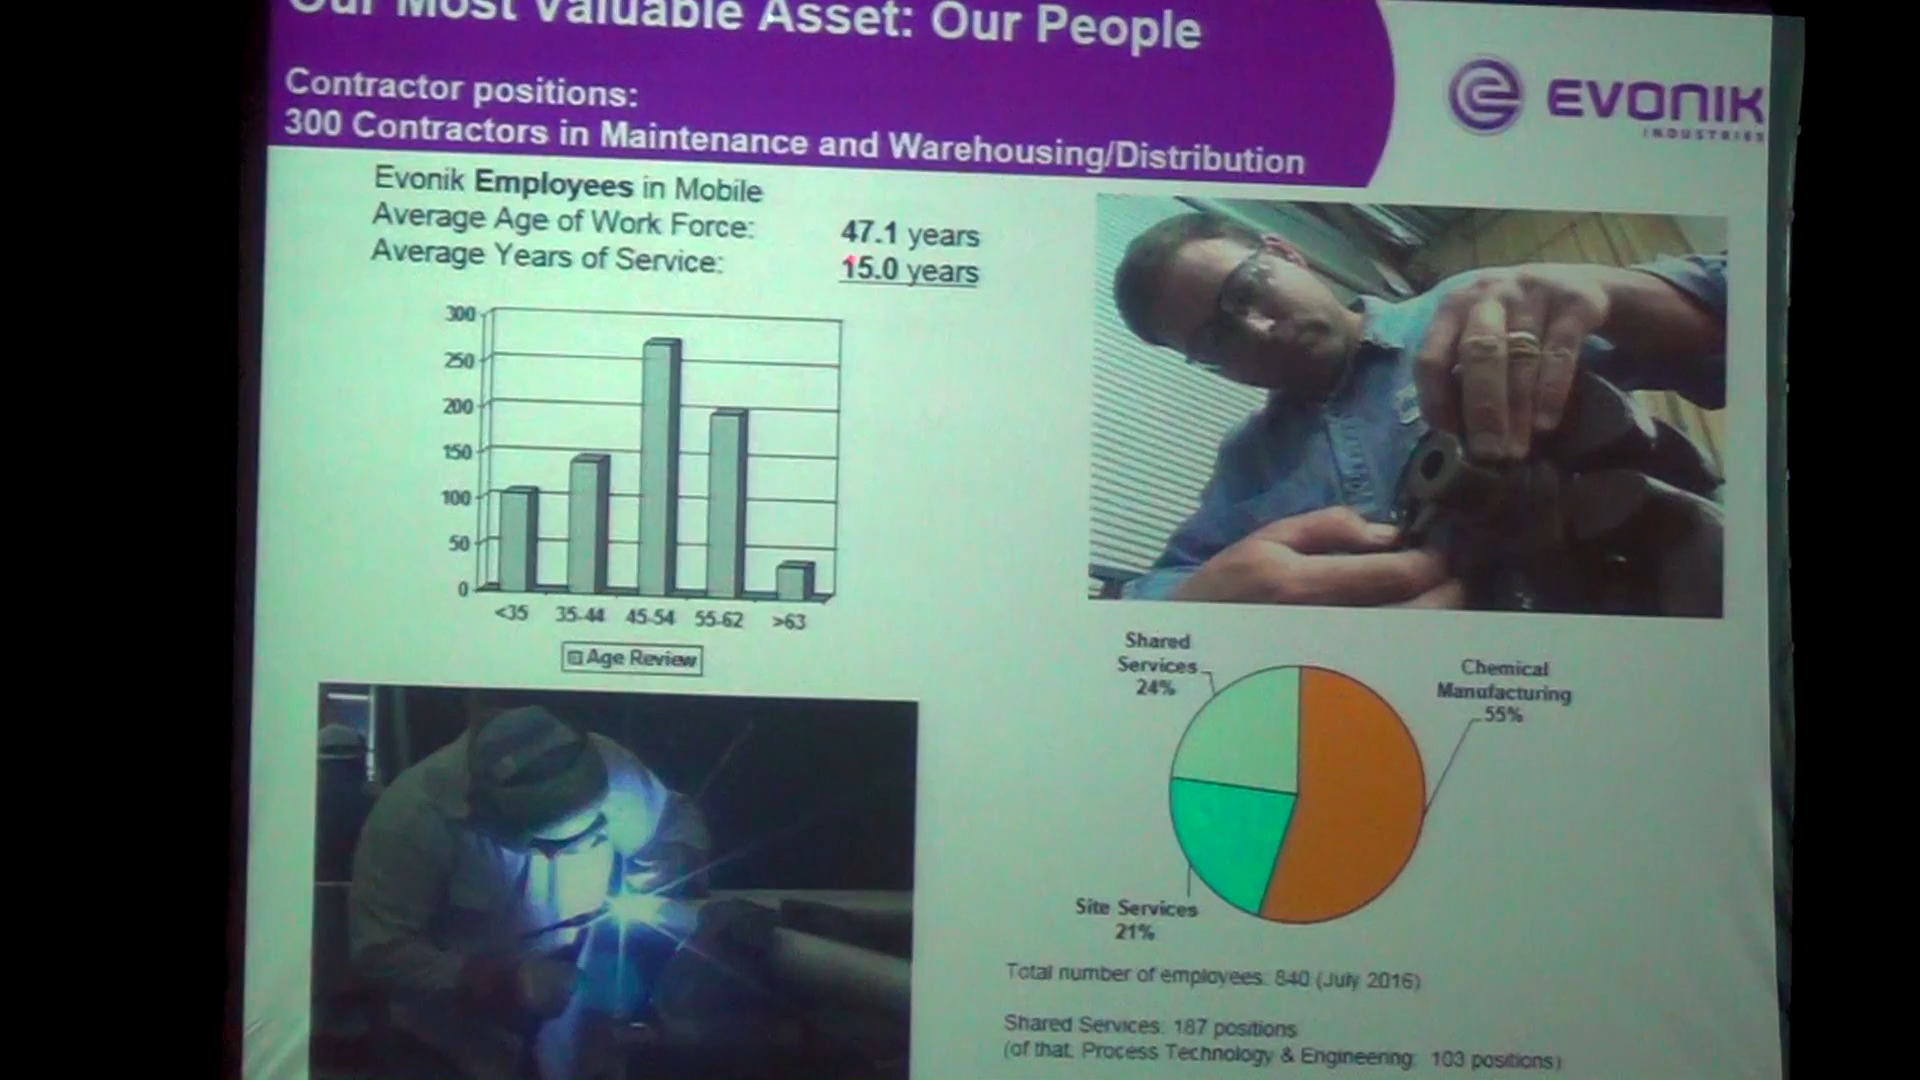 Our Most Valuable Asset: Our People
Contractor positions:
300 Contractors in Maintenance and Warehousing/Distribution
EVONIK
INDUSTRIES
Evonik Employees in Mobile
Average Age of Work Force: 47.1 years
Average Years of Service: 15.0 years
300
250
200
150
100
50
0
<35 35-44 45-54 55-62 >63
Age Review
Shared
Services
24%
Chemical
Manufacturing
55%
Site Services
21%
Total number of employees: 840 (July 2016)
Shared Services: 187 positions
(of that, Process Technology & Engineering: 103 positions)